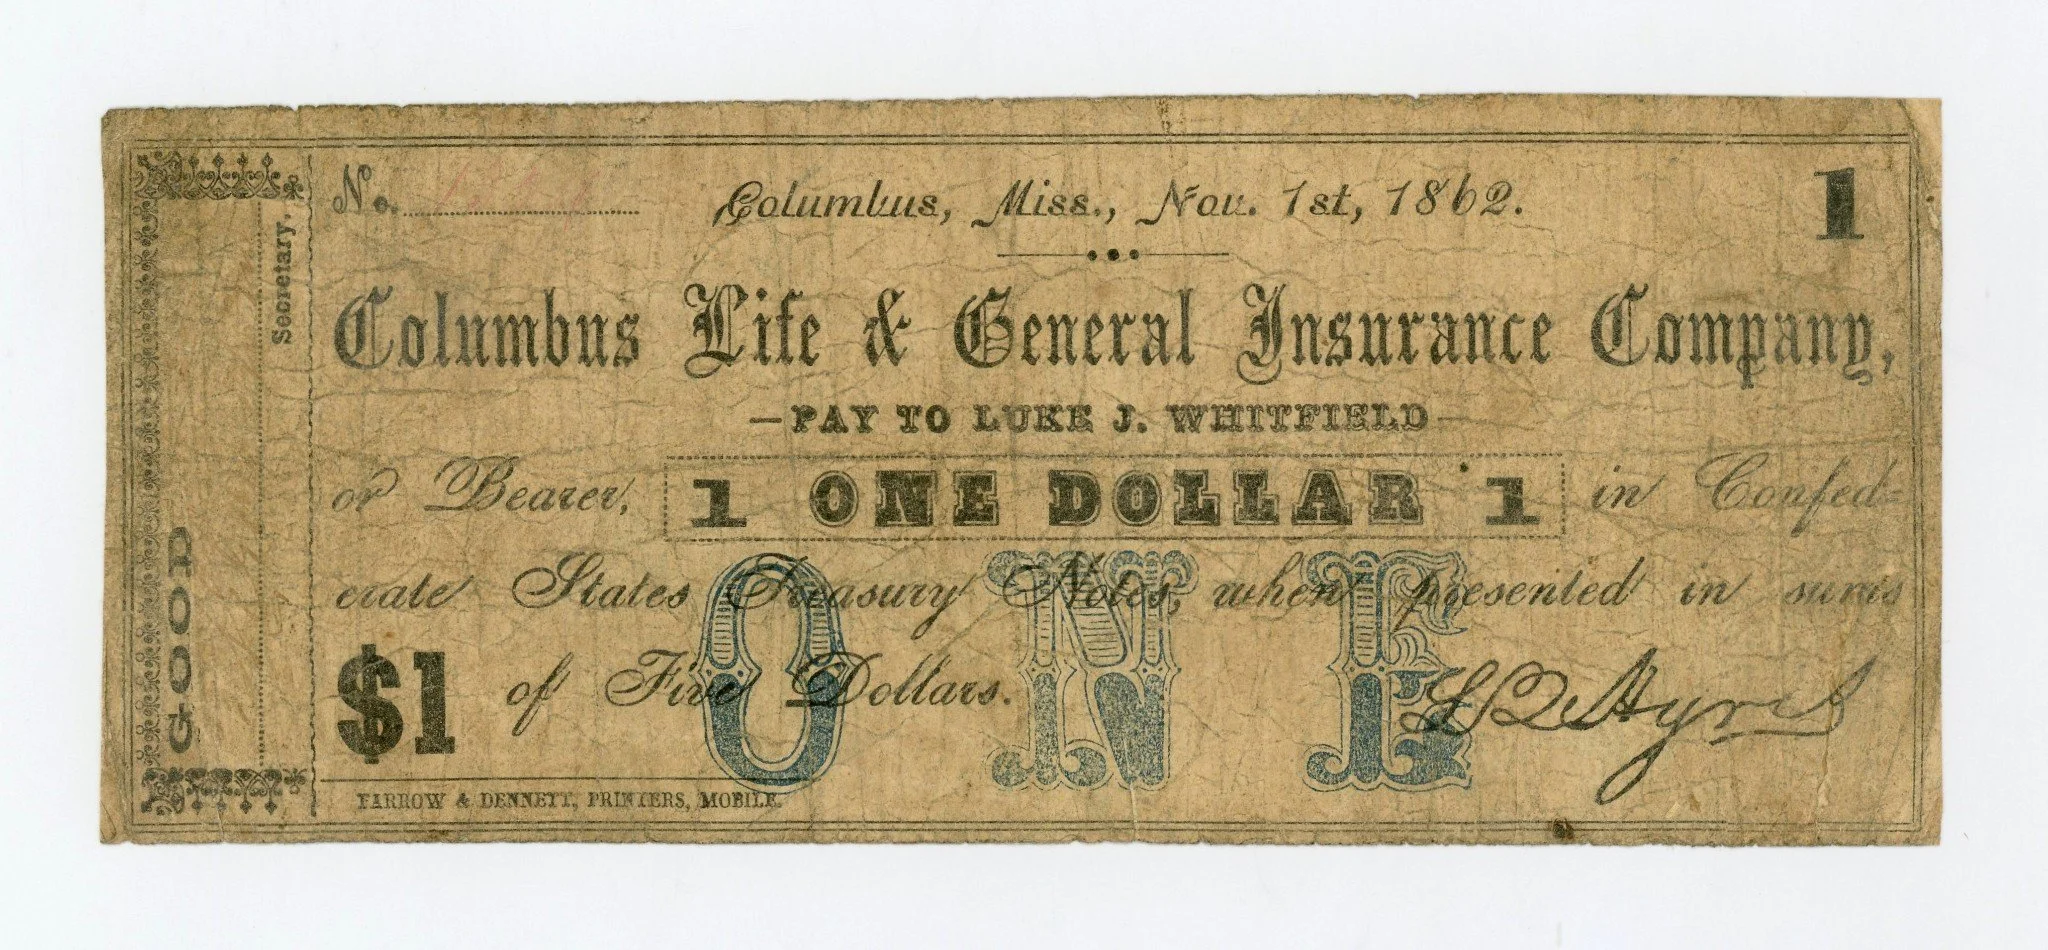 No.
Columbus, Miss., Nov. 1st, 1862.
1
Secretary.
GOOD
Columbus Life & General Insurance Company,
—PAY TO LUKE J. WHITFIELD—
or Bearer, 1 ONE DOLLAR 1 in Confed=
erate States Treasury Notes, when presented in sums
$1 of Five Dollars.
ONE
FARROW & DENNETT, PRINTERS, MOBILE.